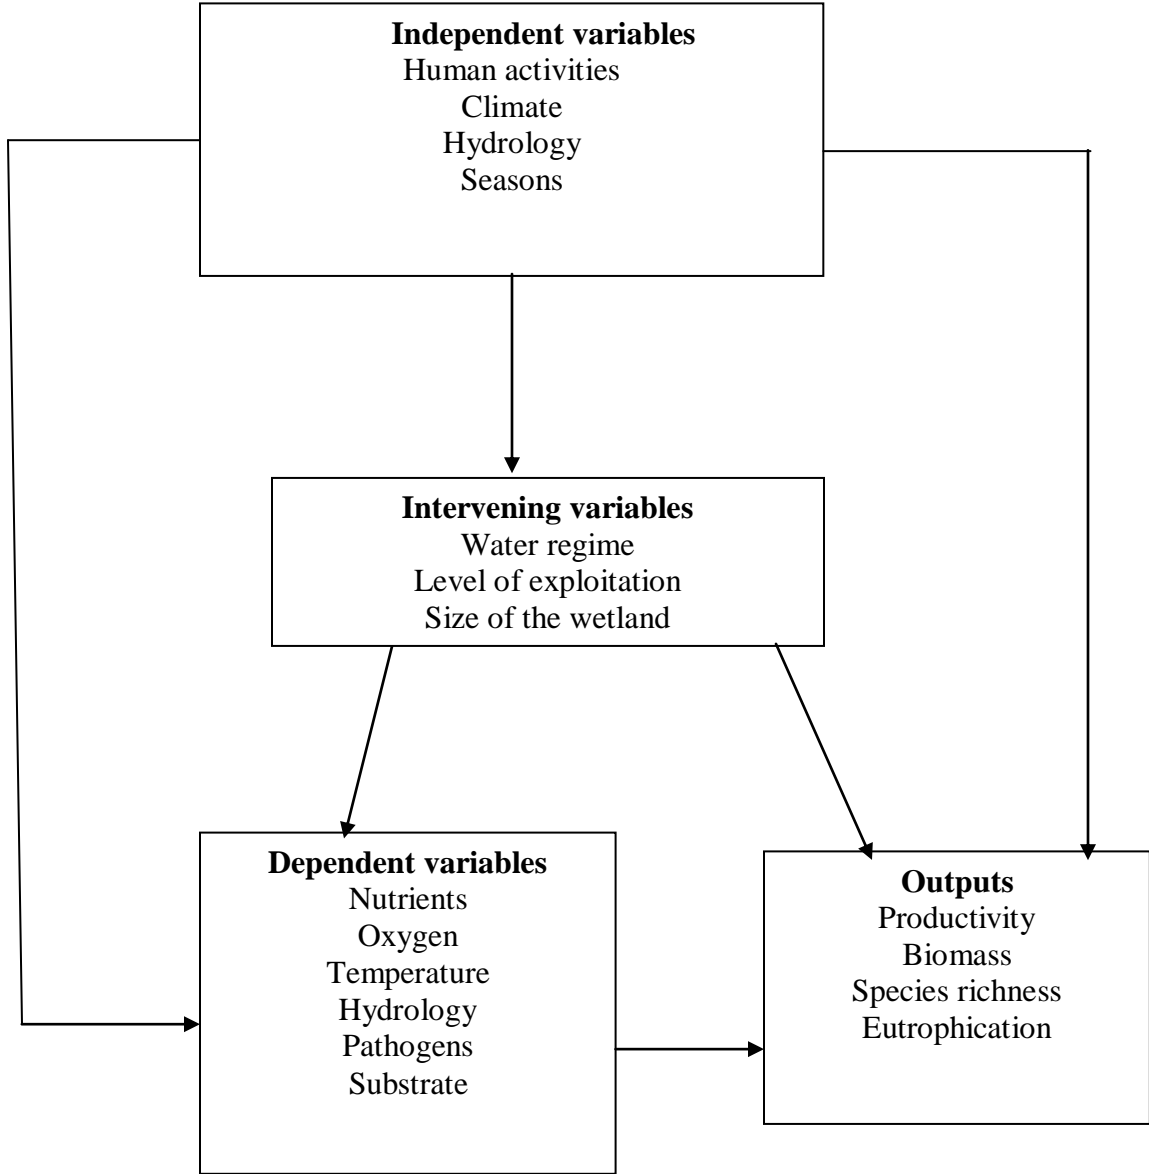 Independent variables
Human activities
Climate
Hydrology
Seasons
Intervening variables
Water regime
Level of exploitation
Size of the wetland
Dependent variables
Nutrients
Oxygen
Temperature
Hydrology
Pathogens
Substrate
Outputs
Productivity
Biomass
Species richness
Eutrophication